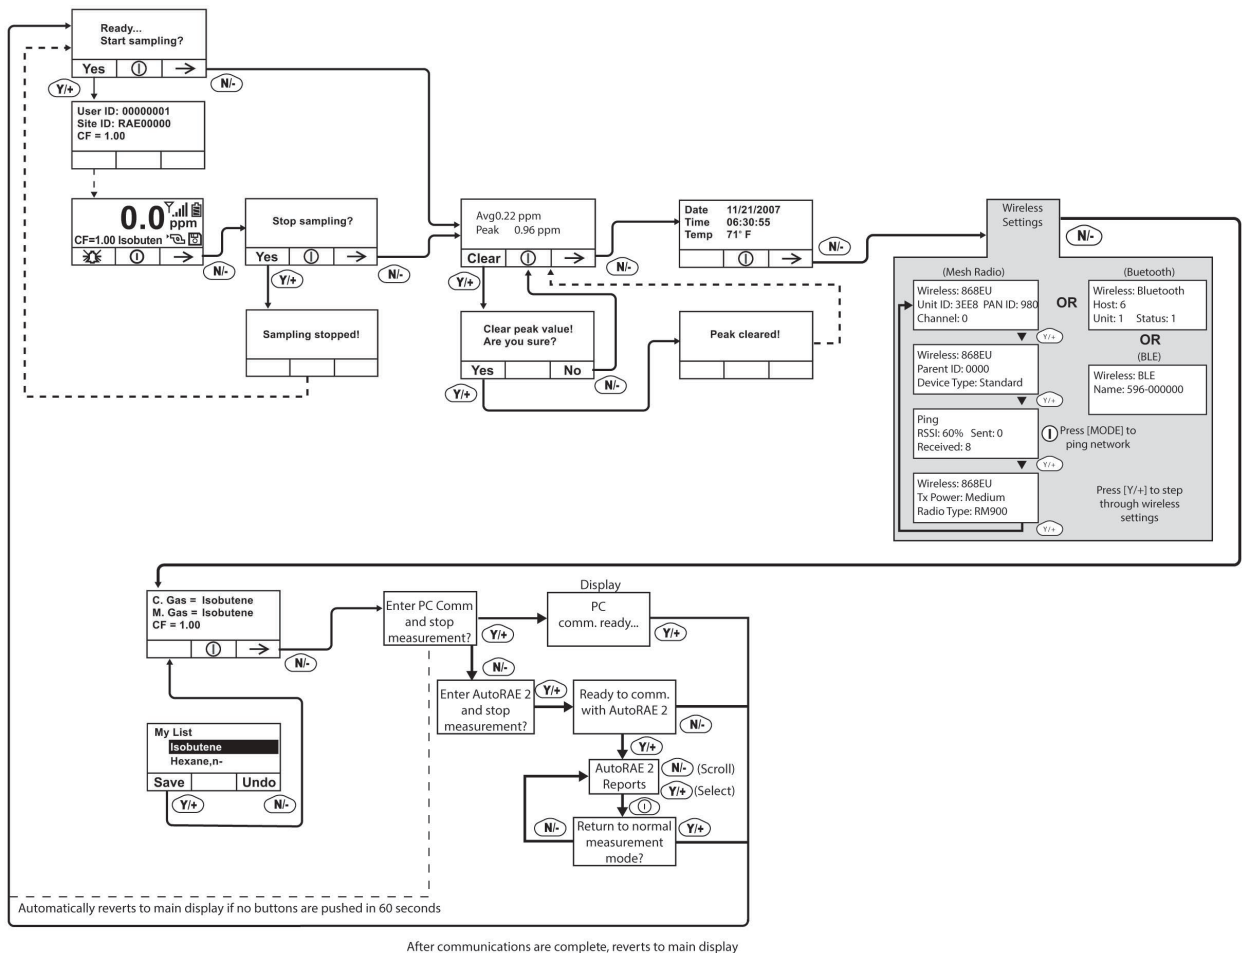 Ready...
Start sampling?
Yes
N/-
Y/+
User ID: 00000001
Site ID: RAE00000
CF = 1.00
0.0
ppm
CF=1.00 Isobuten
N/-
Stop sampling?
Yes
Y/+
N/-
Sampling stopped!
Avg0.22 ppm
Peak 0.96 ppm
Clear
Y/+
N/-
Clear peak value!
Are you sure?
Yes No
Y/+
N/-
Peak cleared!
Date 11/21/2007
Time 06:30:55
Temp 71° F
N/-
Wireless
Settings
N/-
(Mesh Radio)
Wireless: 868EU
Unit ID: 3EE8 PAN ID: 980
Channel: 0
Y/+
Wireless: 868EU
Parent ID: 0000
Device Type: Standard
Y/+
Ping
RSSI: 60% Sent: 0
Received: 8
Y/+
Wireless: 868EU
Tx Power: Medium
Radio Type: RM900
Y/+
OR
(Buetooth)
Wireless: Bluetooth
Host: 6
Unit: 1 Status: 1
OR
(BLE)
Wireless: BLE
Name: 596-000000
Press [MODE] to
ping network
Press [Y/+] to step
through wireless
settings
C. Gas = Isobutene
M. Gas = Isobutene
CF = 1.00
N/-
My List
Isobutene
Hexane,n-
Save Undo
Y/+
N/-
Enter PC Comm
and stop
measurement?
Y/+
N/-
Display
PC
comm. ready...
Y/+
Enter AutoRAE 2
and stop
measurement?
Y/+
Ready to comm.
with AutoRAE 2
N/-
Y/+
AutoRAE 2
Reports
N/- (Scroll)
Y/+ (Select)
N/-
Return to normal
measurement
mode?
Y/+
Automatically reverts to main display if no buttons are pushed in 60 seconds
After communications are complete, reverts to main display